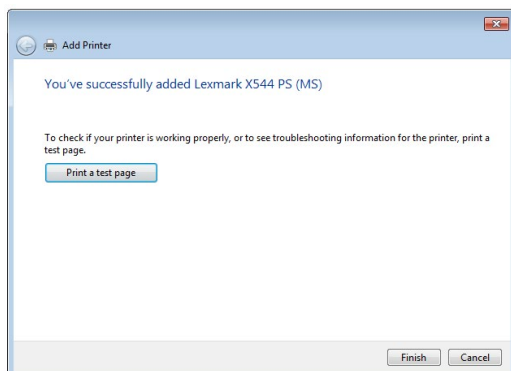 Add Printer
You've successfully added Lexmark X544 PS (MS)
To check if your printer is working properly, or to see troubleshooting information for the printer, print a
test page.
Print a test page
Finish
Cancel